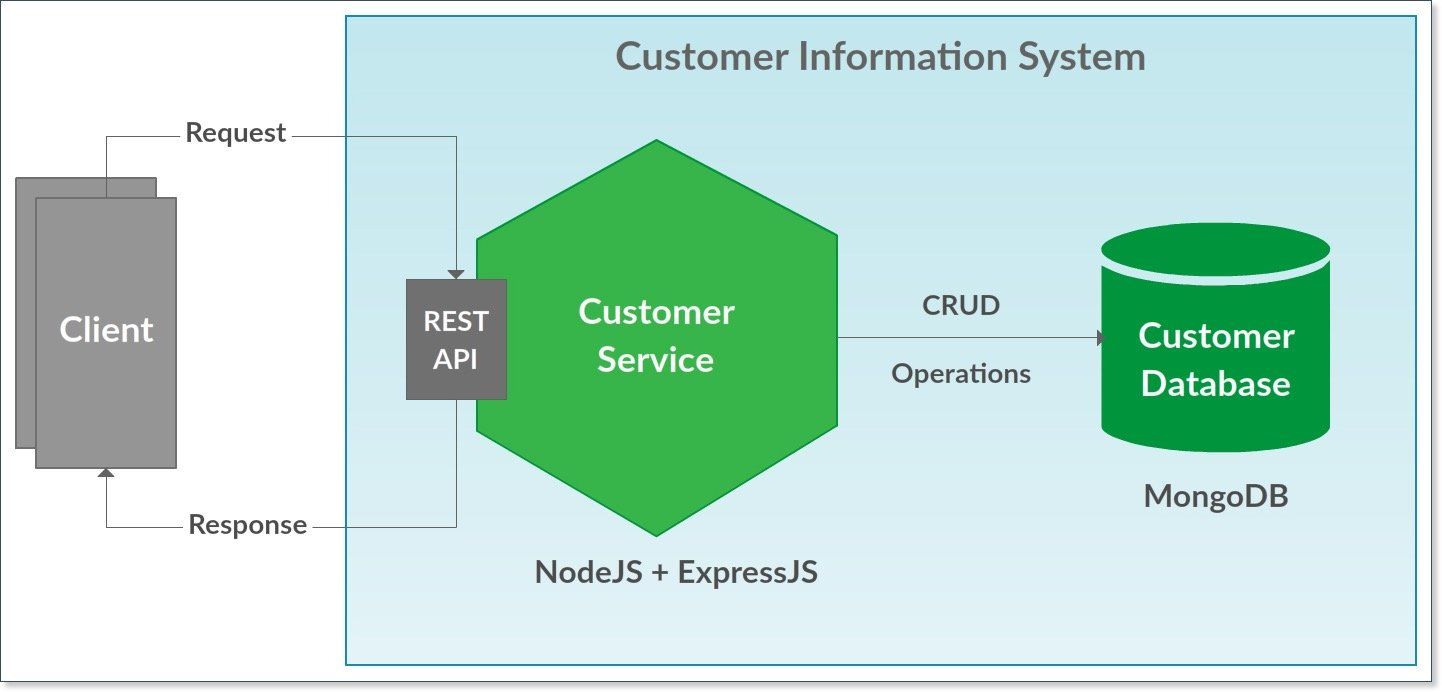 Customer Information System
Request
Client
REST
API
Customer
Service
CRUD
Operations
Customer
Database
MongoDB
Response
NodeJS + ExpressJS